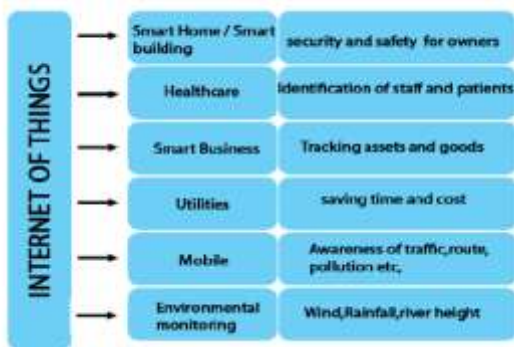 INTERNET OF THINGS
Smart Home / Smart
building
security and safety for owners
Healthcare
Identification of staff and patients
Smart Business
Tracking assets and goods
Utilities
saving time and cost
Mobile
Awareness of traffic,route,
pollution etc,
Environmental
monitoring
Wind,Rainfall,river height